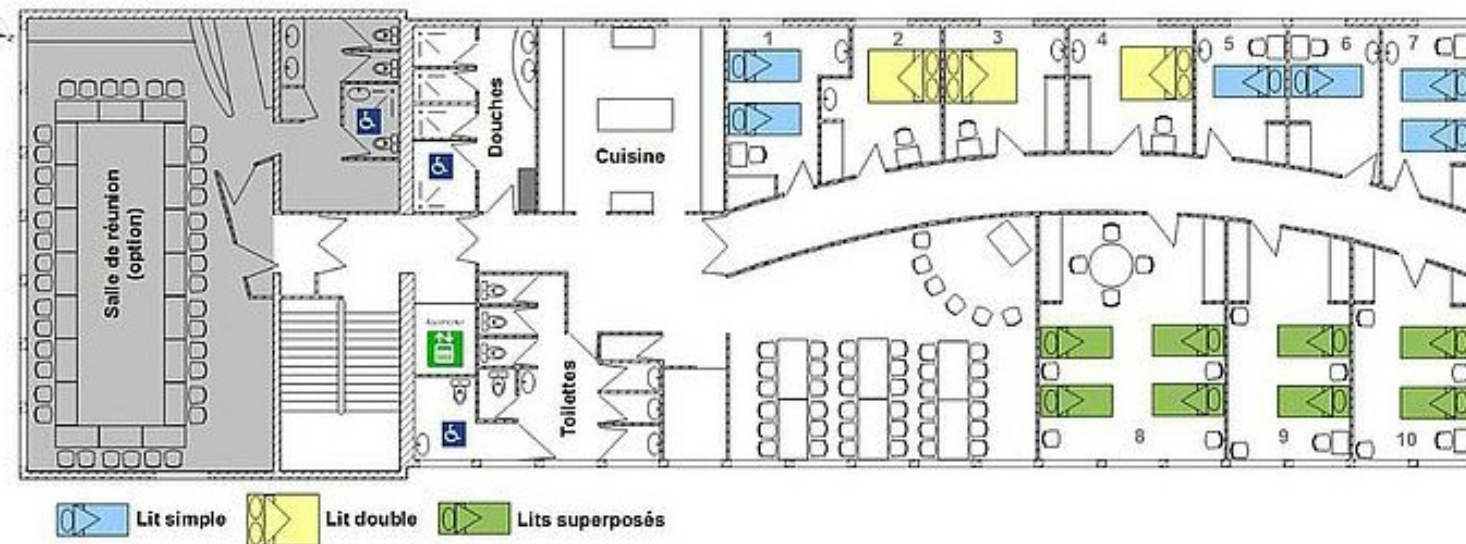 Salle de réunion
(option)
Douches
Cuisine
1
2
3
4
5
6
7
Toilettes
8
9
10
Lit simple
Lit double
Lits superposés